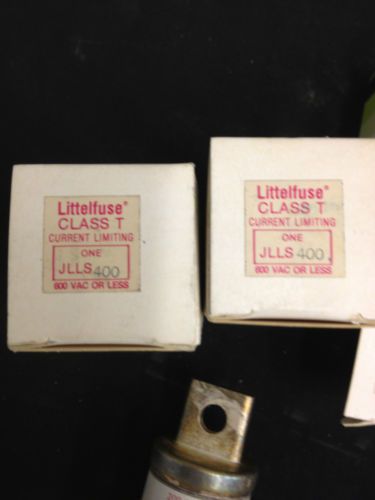 Littelfuse®
CLASS T
CURRENT LIMITING
ONE
JLLS 400
600 VAC OR LESS
Littelfuse®
CLASS T
CURRENT LIMITING
ONE
JLLS 400
600 VAC OR LESS